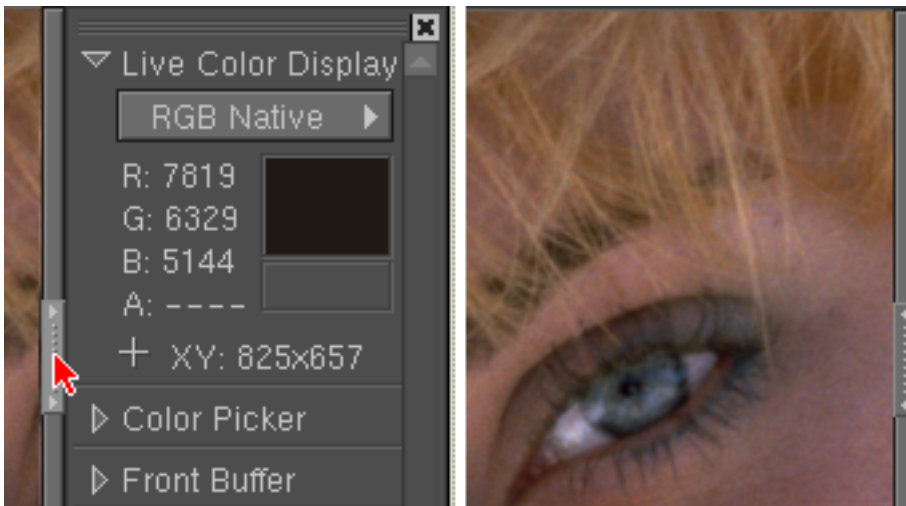 Live Color Display
RGB Native
R: 7819
G: 6329
B: 5144
A: ----
XY: 825x657
Color Picker
Front Buffer